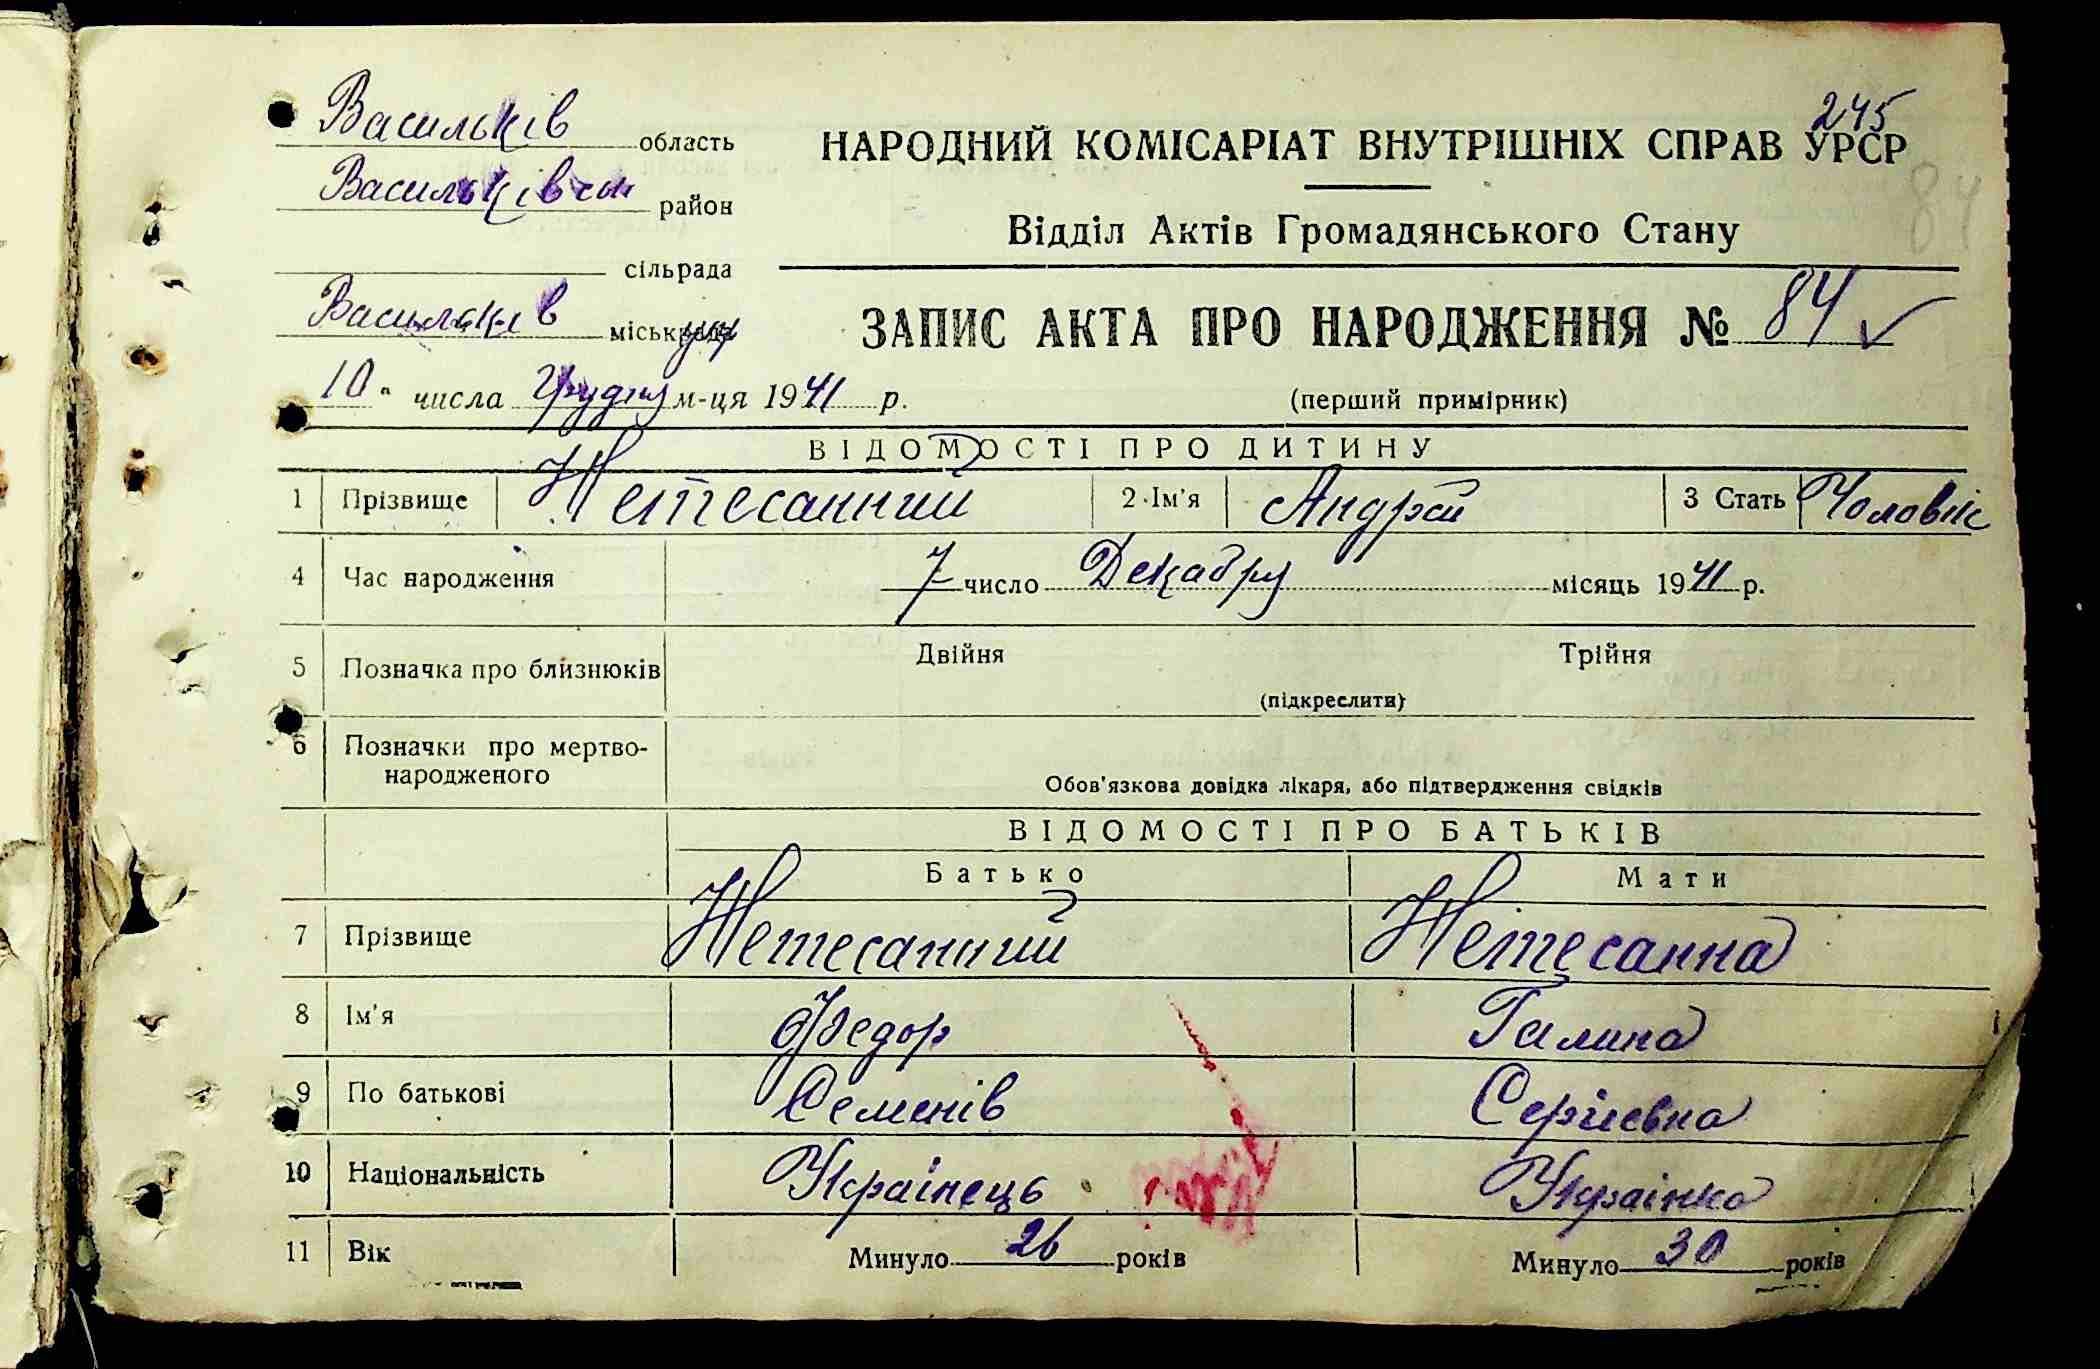 Васильків область
Васильківськ район
сільрада
Васильків міськрада
245
НАРОДНИЙ КОМІСАРІАТ ВНУТРІШНІХ СПРАВ УРСР
84
Відділ Актів Громадянського Стану
ЗАПИС АКТА ПРО НАРОДЖЕННЯ № 84
10 " числа Грудня м-ця 1941 р.
(перший примірник)
ВІДОМОСТІ ПРО ДИТИНУ
1 Прізвище Нетесанний 2 Ім'я Андрей 3 Стать Чоловік
4 Час народження 7 число Декабря місяць 1941 р.
5 Позначка про близнюків Двійня Трійня
(підкреслити)
6 Позначки про мертво-
народженого
Обов'язкова довідка лікаря, або підтвердження свідків
ВІДОМОСТІ ПРО БАТЬКІВ
Батько Мати
7 Прізвище Нетесанний Нетесанна
8 Ім'я Федор Галина
9 По батькові Семенів Сергіевна
10 Національність Українець Українка
11 Вік Минуло 26 років Минуло 30 років